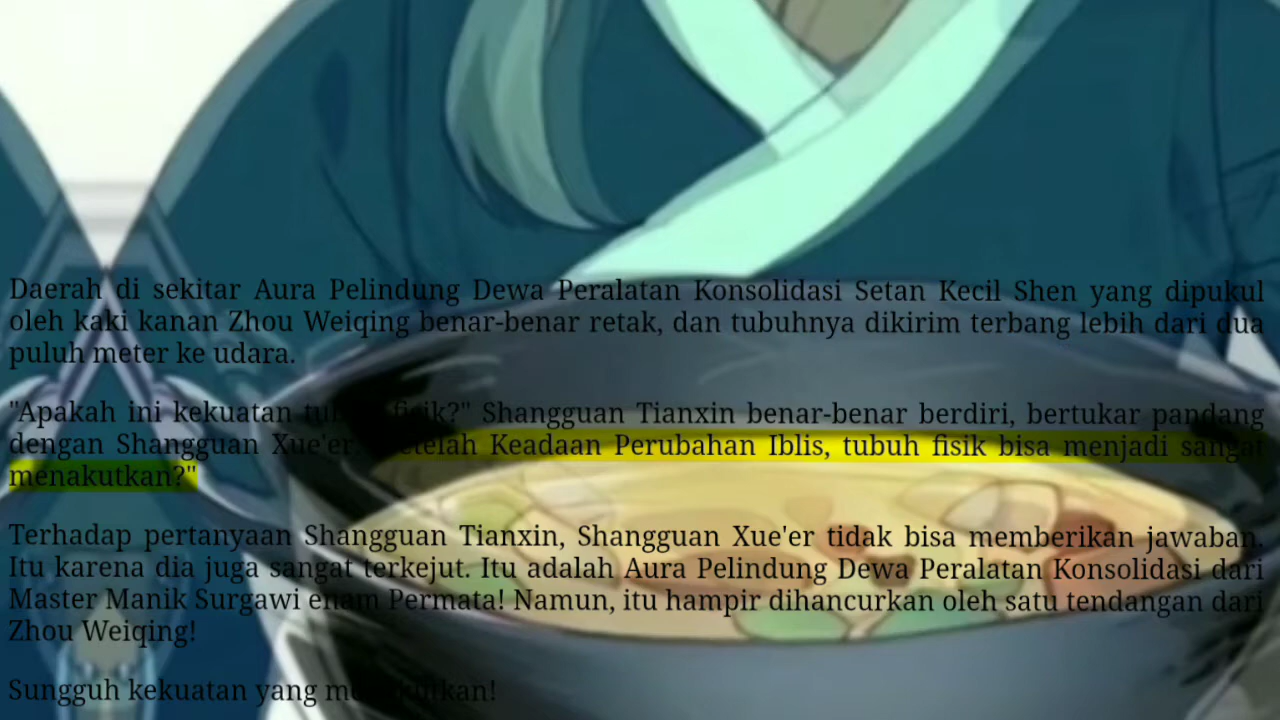 Daerah di sekitar Aura Pelindung Dewa Peralatan Konsolidasi Setan Kecil Shen yang dipukul
oleh kaki kanan Zhou Weiqing benar-benar retak, dan tubuhnya dikirim terbang lebih dari dua
puluh meter ke udara.
"Apakah ini kekuatan tubuh fisik?" Shangguan Tianxin benar-benar berdiri, bertukar pandang
dengan Shangguan Xue'er. "Setelah Keadaan Perubahan Iblis, tubuh fisik bisa menjadi sangat
menakutkan?"
Terhadap pertanyaan Shangguan Tianxin, Shangguan Xue'er tidak bisa memberikan jawaban.
Itu karena dia juga sangat terkejut. Itu adalah Aura Pelindung Dewa Peralatan Konsolidasi dari
Master Manik Surgawi enam Permata! Namun, itu hampir dihancurkan oleh satu tendangan dari
Zhou Weiqing!
Sungguh kekuatan yang menakutkan!